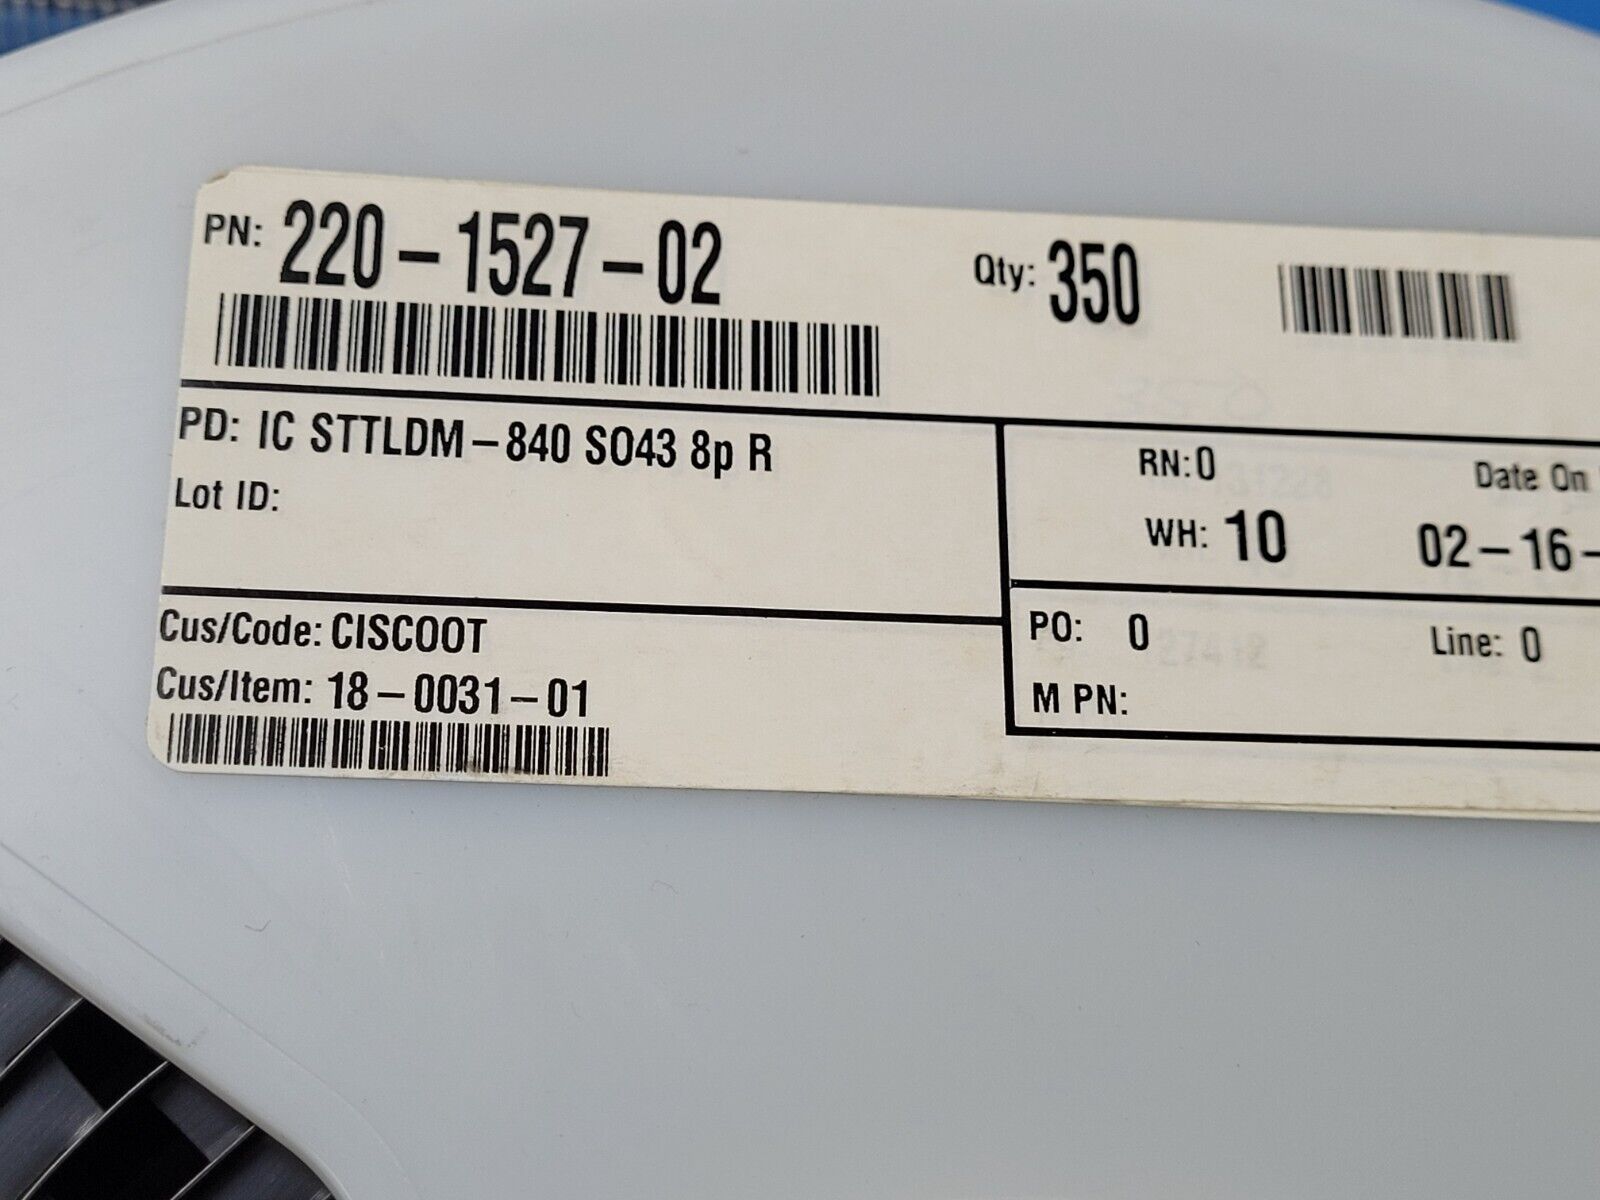 PN: 220-1527-02
Qty: 350
PD: IC STTLDM-840 SO43 8p R
Lot ID:
RN:0
Date On
WH: 10
02-16-
Cus/Code: CISCOOT
Cus/Item: 18-0031-01
PO: 0
Line: 0
M PN: